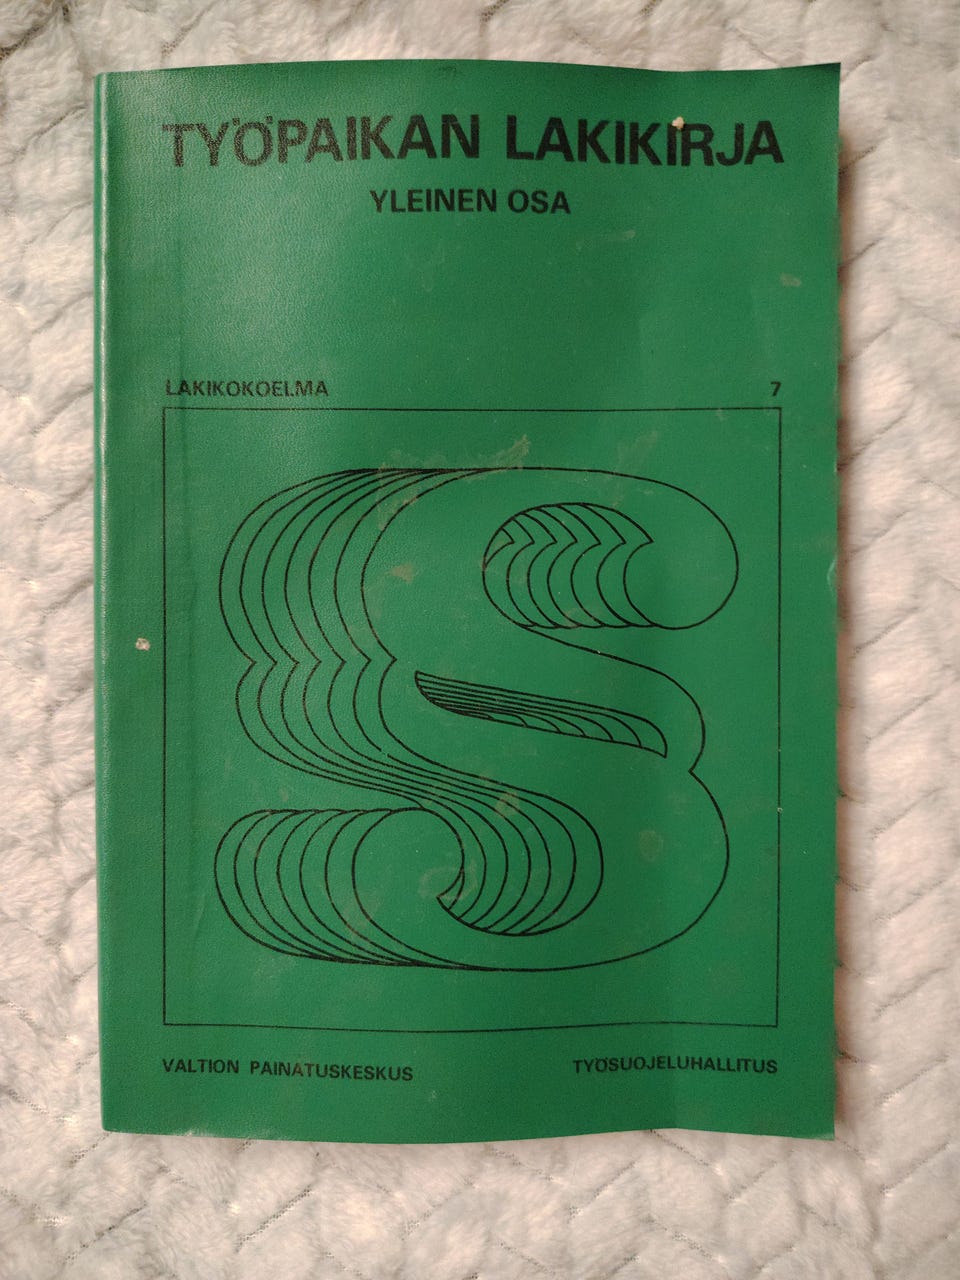 TYÖPAIKAN LAKIKIRJA
YLEINEN OSA
LAKIKOKOELMA 7
§
VALTION PAINATUSKESKUS TYÖSUOJELUHALLITUS